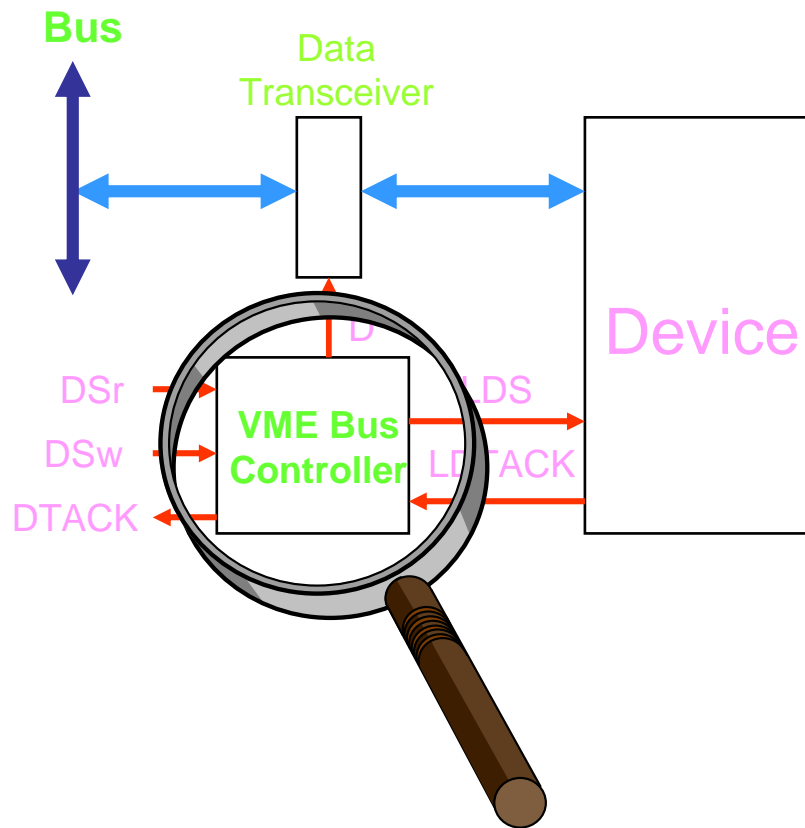 Bus
Data
Transceiver
Device
D
DSr
LDS
VME Bus
DSw
Controller
LDTACK
DTACK